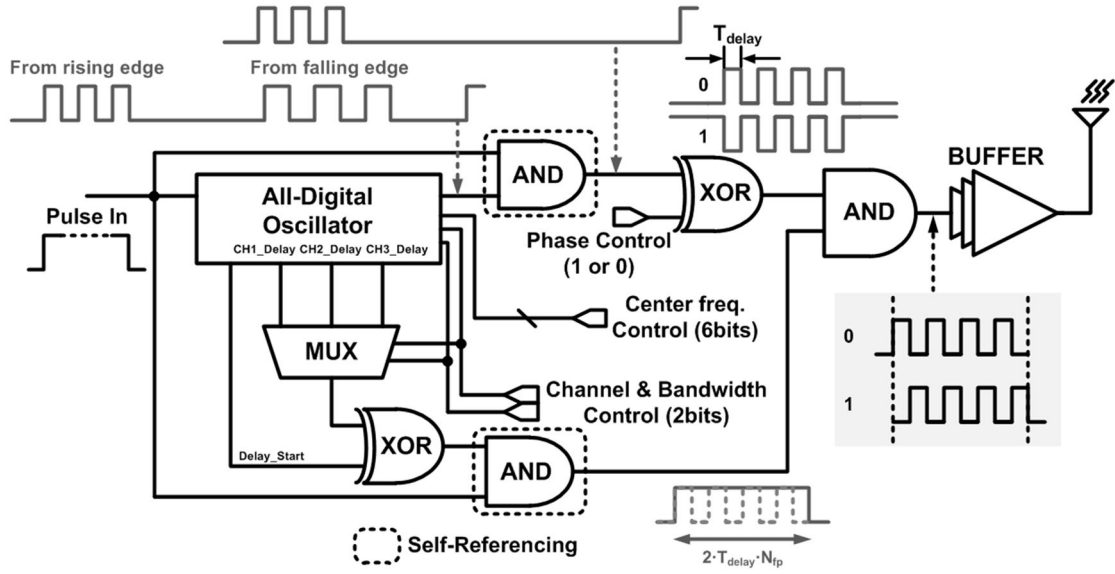 From rising edge
From falling edge
T_delay
0
1
AND
XOR
BUFFER
Pulse In
All-Digital
Oscillator
CH1_Delay CH2_Delay CH3_Delay
AND
Phase Control
(1 or 0)
Center freq.
Control (6bits)
MUX
Channel & Bandwidth
Control (2bits)
0
1
XOR
Delay_Start
AND
Self-Referencing
2·T_delay·N_fp